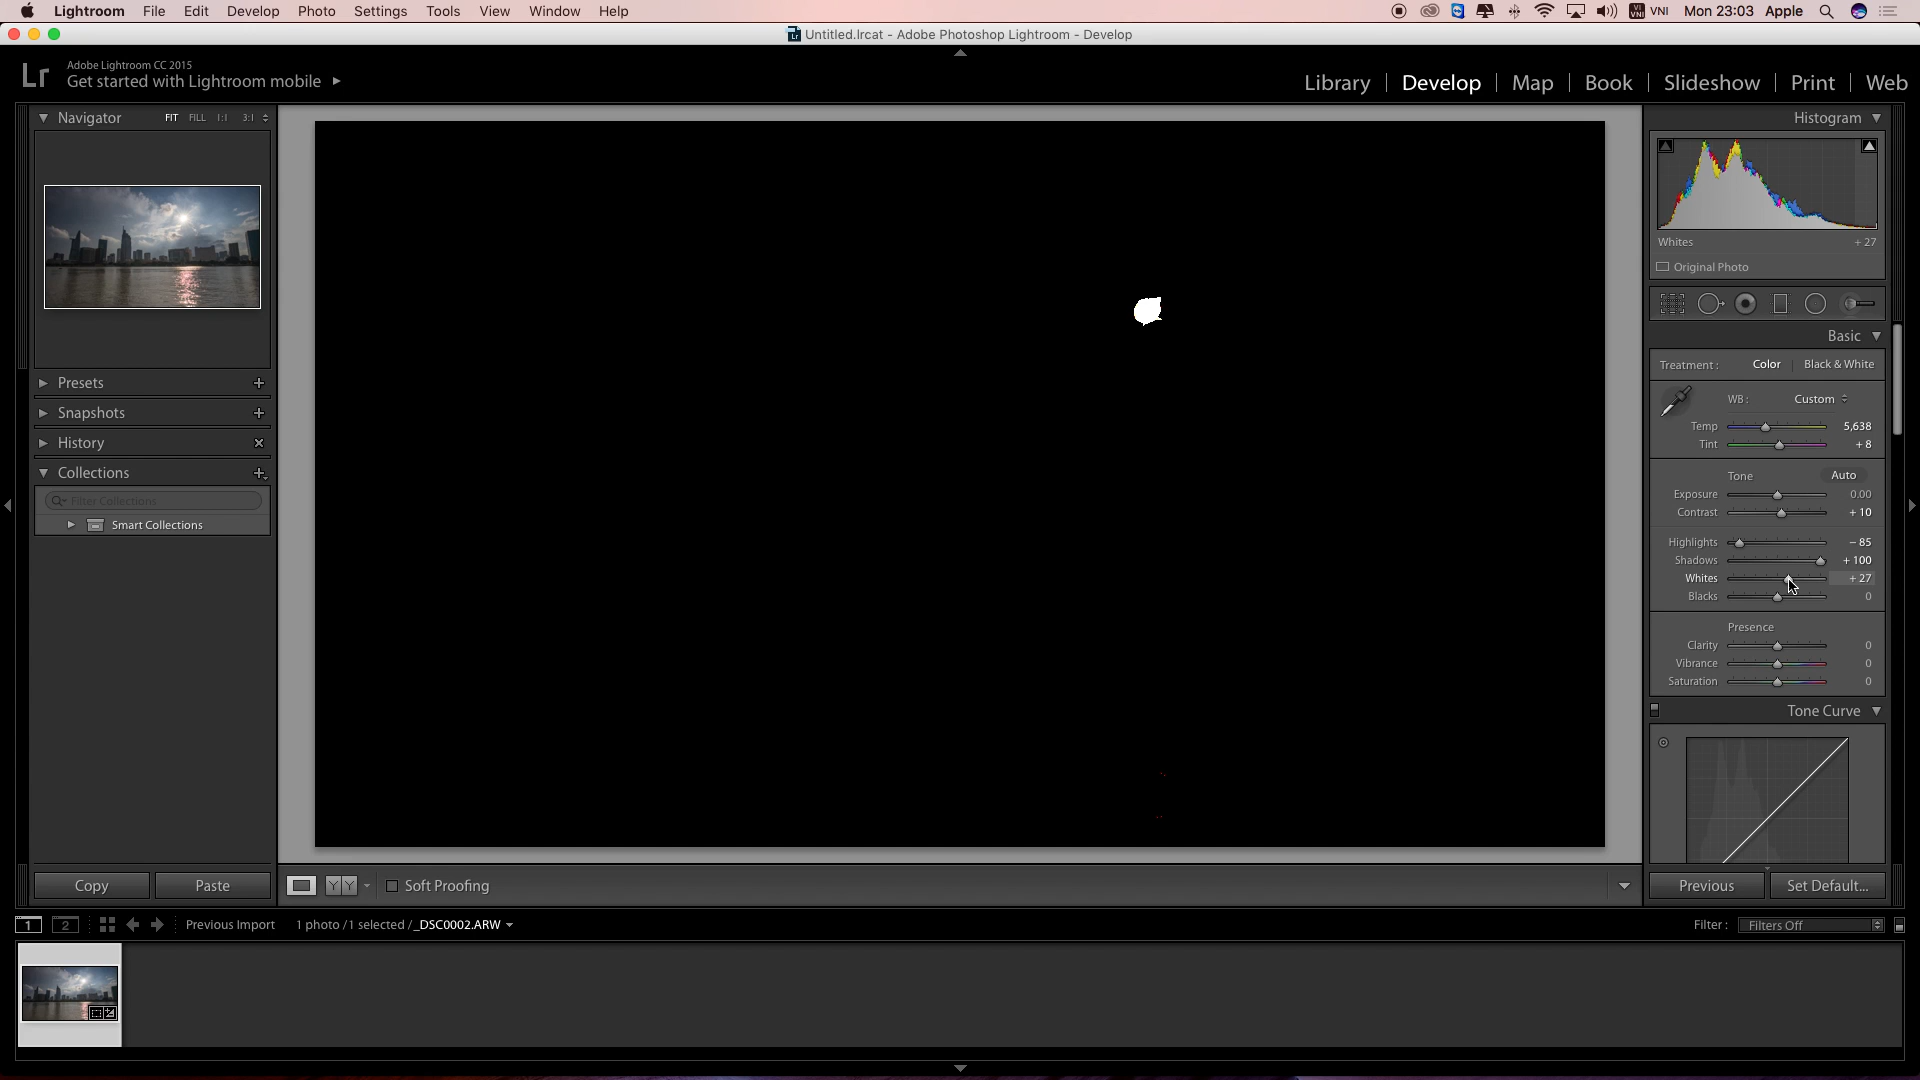 Lightroom File Edit Develop Photo Settings Tools View Window Help VI VNI VNI Mon 23:03 Apple
Untitled.lrcat - Adobe Photoshop Lightroom - Develop
Lr
Adobe Lightroom CC 2015
Get started with Lightroom mobile
Library Develop Map Book Slideshow Print Web
Navigator FIT FILL 1:1 3:1
Presets
Snapshots
History
Collections
Filter Collections
Smart Collections
Copy Paste
Histogram
Whites + 27
Original Photo
Basic
Treatment : Color Black & White
WB : Custom
Temp 5,638
Tint + 8
Tone Auto
Exposure 0.00
Contrast + 10
Highlights – 85
Shadows + 100
Whites + 27
Blacks 0
Presence
Clarity 0
Vibrance 0
Saturation 0
Tone Curve
Previous Set Default...
Y Y Soft Proofing
1 2 Previous Import 1 photo / 1 selected / _DSC0002.ARW Filter : Filters Off